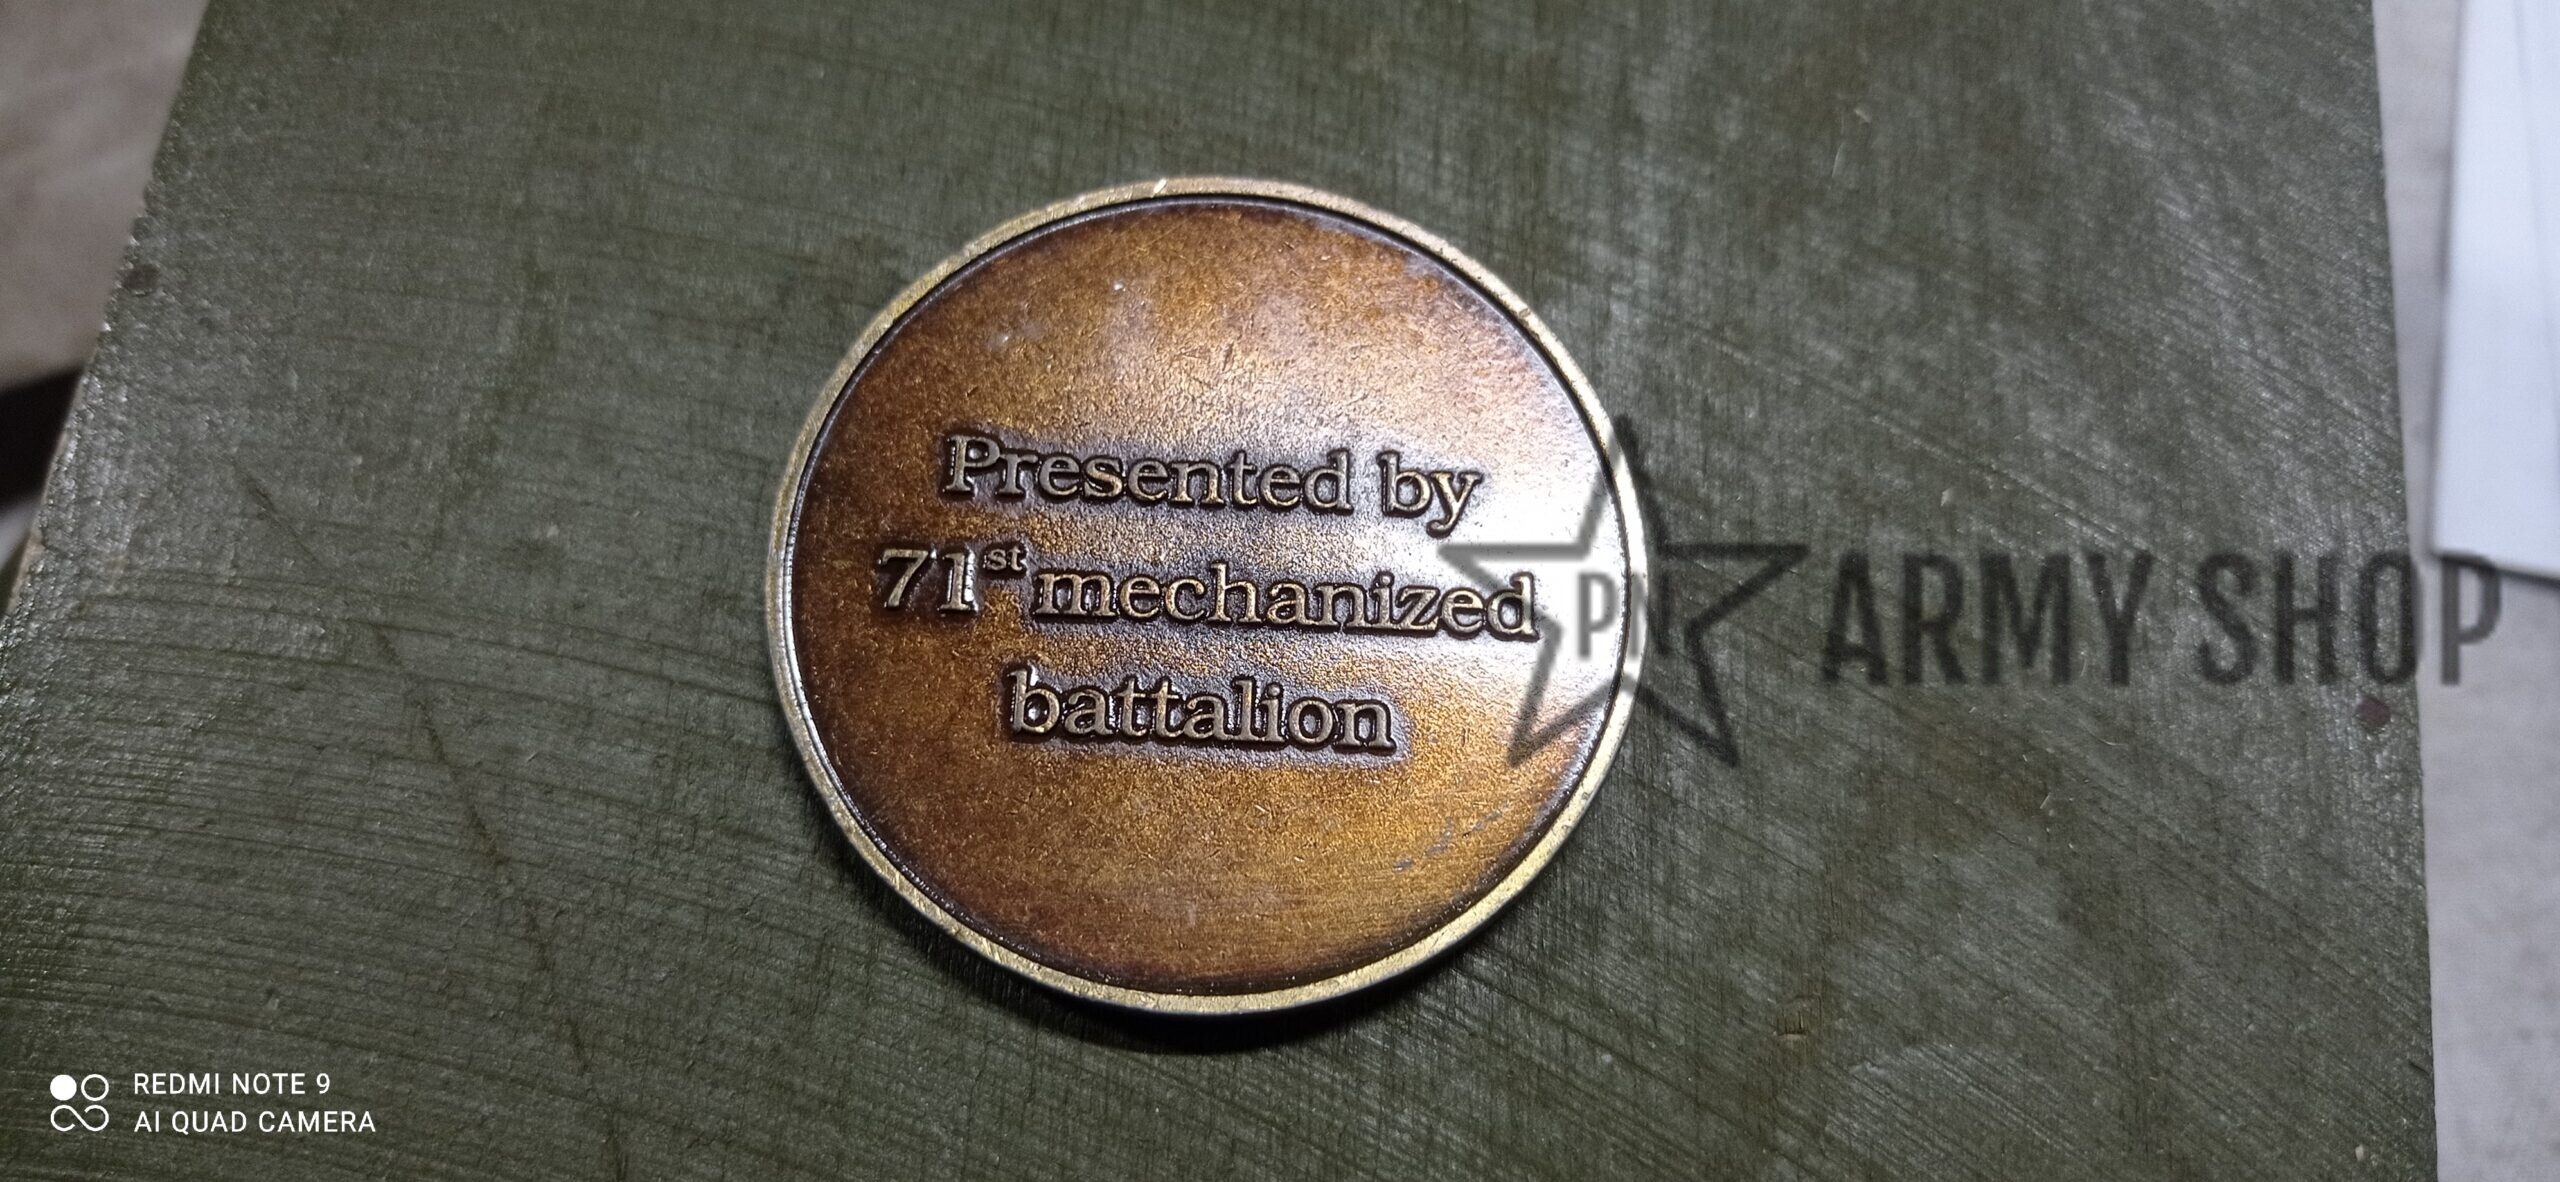 Presented by
71st mechanized
battalion
ARMY SHOP
REDMI NOTE 9
AI QUAD CAMERA